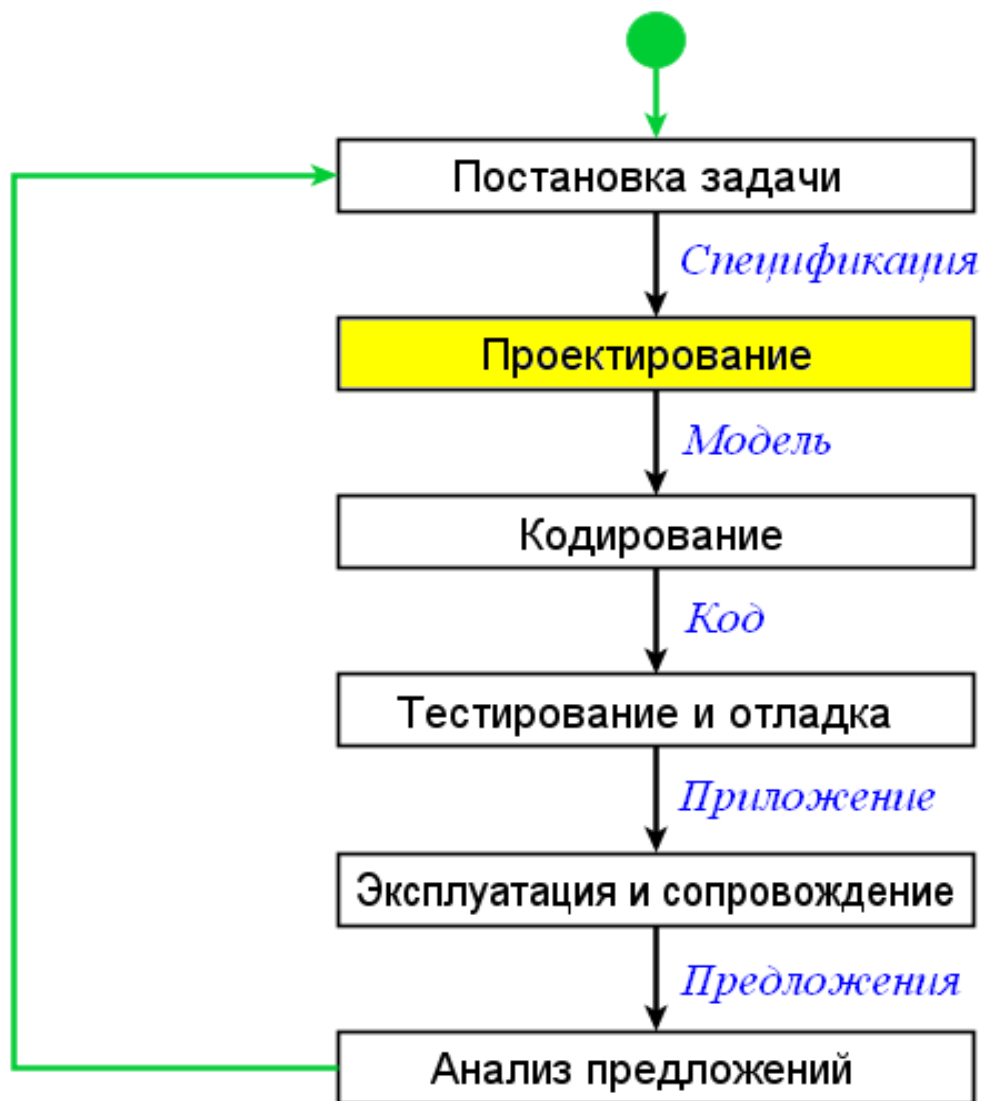 Постановка задачи
Спецификация
Проектирование
Модель
Кодирование
Код
Тестирование и отладка
Приложение
Эксплуатация и сопровождение
Предложения
Анализ предложений